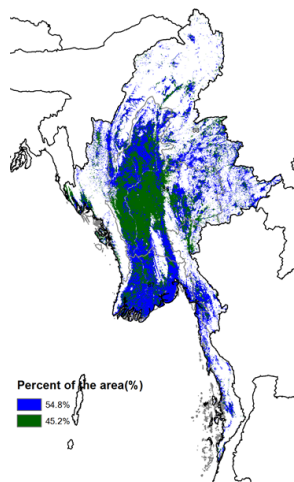 Percent of the area(%)
54.8%
45.2%